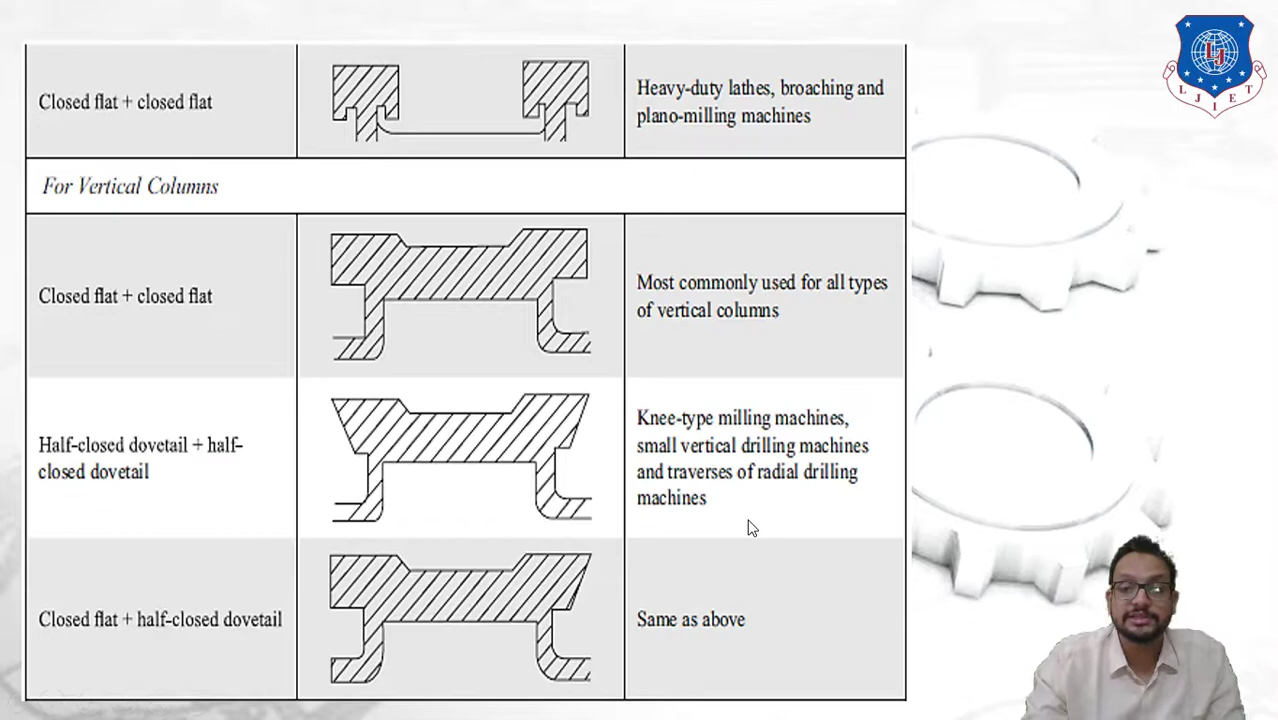 Closed flat + closed flat
Heavy-duty lathes, broaching and
plano-milling machines
For Vertical Columns
Closed flat + closed flat
Most commonly used for all types
of vertical columns
Half-closed dovetail + half-
closed dovetail
Knee-type milling machines,
small vertical drilling machines
and traverses of radial drilling
machines
Closed flat + half-closed dovetail
Same as above
LJ
LJIET